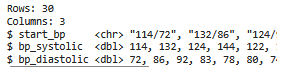 Rows: 30
Columns: 3
$ start_bp <chr> "114/72", "132/86", "124/
$ bp_systolic <dbl> 114, 132, 124, 144, 122,
$ bp_diastolic <dbl> 72, 86, 92, 83, 78, 80, 7